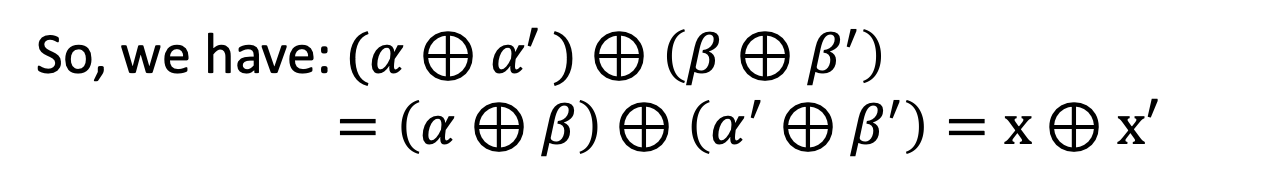 So, we have: (α ⊕ α′ ) ⊕ (β ⊕ β′)
= (α ⊕ β) ⊕ (α′ ⊕ β′) = x ⊕ x′